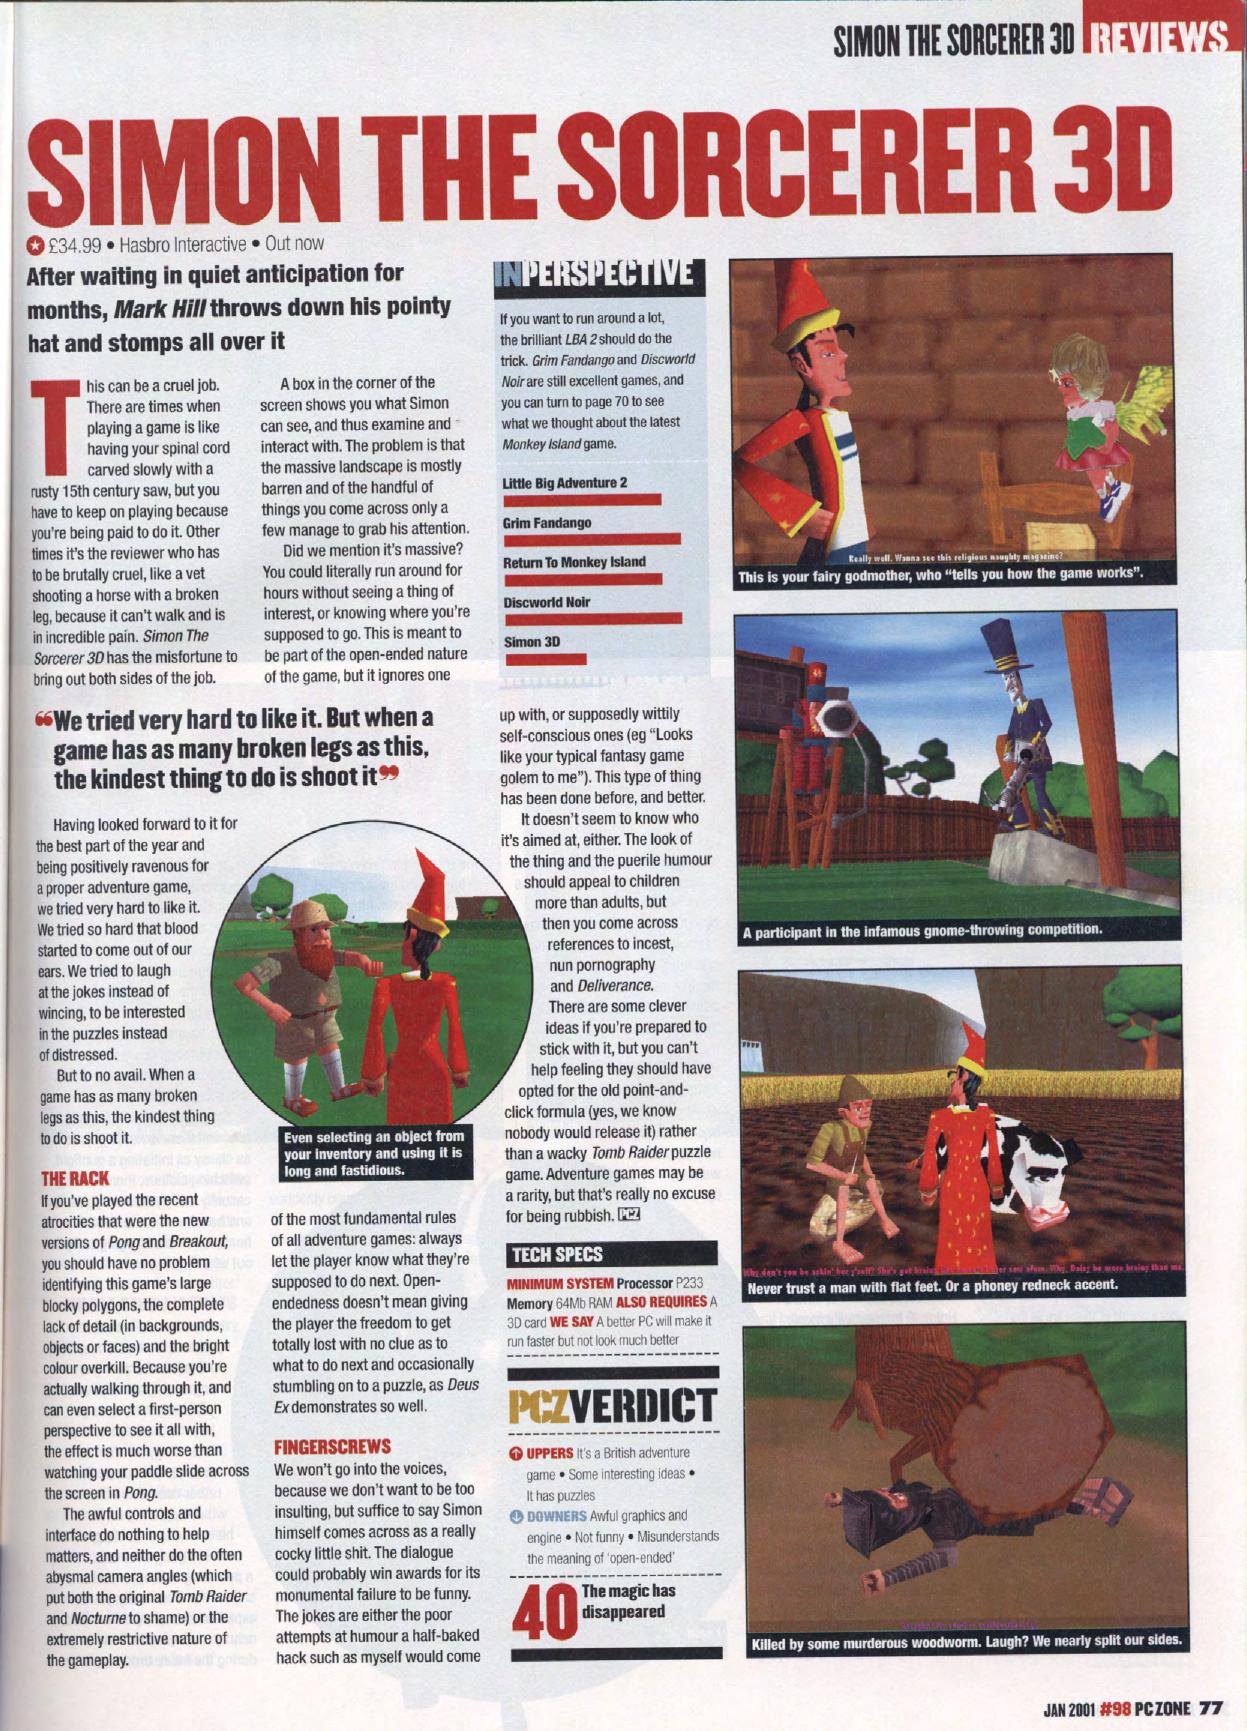 SIMON THE SORCERER 3D REVIEWS
SIMON THE SORCERER 3D
£34.99 • Hasbro Interactive • Out now
After waiting in quiet anticipation for
months, Mark Hill throws down his pointy
hat and stomps all over it
This can be a cruel job.
There are times when
playing a game is like
having your spinal cord
carved slowly with a
rusty 15th century saw, but you
have to keep on playing because
you're being paid to do it. Other
times it's the reviewer who has
to be brutally cruel, like a vet
shooting a horse with a broken
leg, because it can't walk and is
in incredible pain. Simon The
Sorcerer 3D has the misfortune to
bring out both sides of the job.
“We tried very hard to like it. But when a
game has as many broken legs as this,
the kindest thing to do is shoot it”
Having looked forward to it for
the best part of the year and
being positively ravenous for
a proper adventure game,
we tried very hard to like it.
We tried so hard that blood
started to come out of our
ears. We tried to laugh
at the jokes instead of
wincing, to be interested
in the puzzles instead
of distressed.
But to no avail. When a
game has as many broken
legs as this, the kindest thing
to do is shoot it.
THE RACK
If you've played the recent
atrocities that were the new
versions of Pong and Breakout,
you should have no problem
identifying this game's large
blocky polygons, the complete
lack of detail (in backgrounds,
objects or faces) and the bright
colour overkill. Because you're
actually walking through it, and
can even select a first-person
perspective to see it all with,
the effect is much worse than
watching your paddle slide across
the screen in Pong.
The awful controls and
interface do nothing to help
matters, and neither do the often
abysmal camera angles (which
put both the original Tomb Raider
and Nocturne to shame) or the
extremely restrictive nature of
the gameplay.
A box in the corner of the
screen shows you what Simon
can see, and thus examine and
interact with. The problem is that
the massive landscape is mostly
barren and of the handful of
things you come across only a
few manage to grab his attention.
Did we mention it's massive?
You could literally run around for
hours without seeing a thing of
interest, or knowing where you're
supposed to go. This is meant to
be part of the open-ended nature
of the game, but it ignores one
Even selecting an object from
your inventory and using it is
long and fastidious.
of the most fundamental rules
of all adventure games: always
let the player know what they're
supposed to do next. Open-
endedness doesn't mean giving
the player the freedom to get
totally lost with no clue as to
what to do next and occasionally
stumbling on to a puzzle, as Deus
Ex demonstrates so well.
FINGERSCREWS
We won't go into the voices,
because we don't want to be too
insulting, but suffice to say Simon
himself comes across as a really
cocky little shit. The dialogue
could probably win awards for its
monumental failure to be funny.
The jokes are either the poor
attempts at humour a half-baked
hack such as myself would come
INPERSPECTIVE
If you want to run around a lot,
the brilliant LBA 2 should do the
trick. Grim Fandango and Discworld
Noir are still excellent games, and
you can turn to page 70 to see
what we thought about the latest
Monkey Island game.
Little Big Adventure 2
Grim Fandango
Return To Monkey Island
Discworld Noir
Simon 3D
up with, or supposedly wittily
self-conscious ones (eg “Looks
like your typical fantasy game
golem to me”). This type of thing
has been done before, and better.
It doesn't seem to know who
it's aimed at, either. The look of
the thing and the puerile humour
should appeal to children
more than adults, but
then you come across
references to incest,
nun pornography
and Deliverance.
There are some clever
ideas if you're prepared to
stick with it, but you can't
help feeling they should have
opted for the old point-and-
click formula (yes, we know
nobody would release it) rather
than a wacky Tomb Raider puzzle
game. Adventure games may be
a rarity, but that's really no excuse
for being rubbish. PCZ
TECH SPECS
MINIMUM SYSTEM Processor P233
Memory 64Mb RAM ALSO REQUIRES A
3D card WE SAY A better PC will make it
run faster but not look much better
PCZVERDICT
UPPERS It's a British adventure
game • Some interesting ideas •
It has puzzles
DOWNERS Awful graphics and
engine • Not funny • Misunderstands
the meaning of 'open-ended'
40 The magic has
disappeared
Really well. Wanna see this religious naughty magazine?
This is your fairy godmother, who “tells you how the game works”.
A participant in the infamous gnome-throwing competition.
Why don't you be askin' her y'self? She's got brains Why, Doig be more brainy than me.
Never trust a man with flat feet. Or a phoney redneck accent.
Killed by some murderous woodworm. Laugh? We nearly split our sides.
JAN 2001 #98 PC ZONE 77